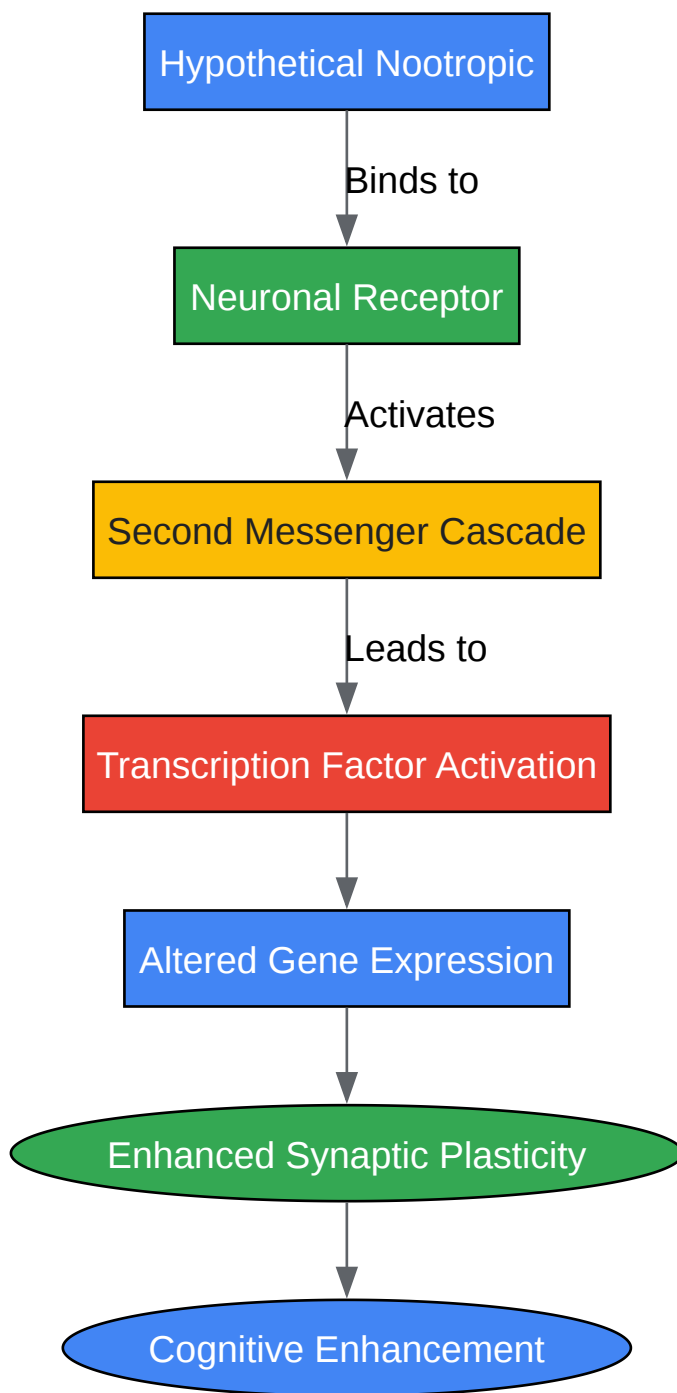 Hypothetical Nootropic
Binds to
Neuronal Receptor
Activates
Second Messenger Cascade
Leads to
Transcription Factor Activation
Altered Gene Expression
Enhanced Synaptic Plasticity
Cognitive Enhancement